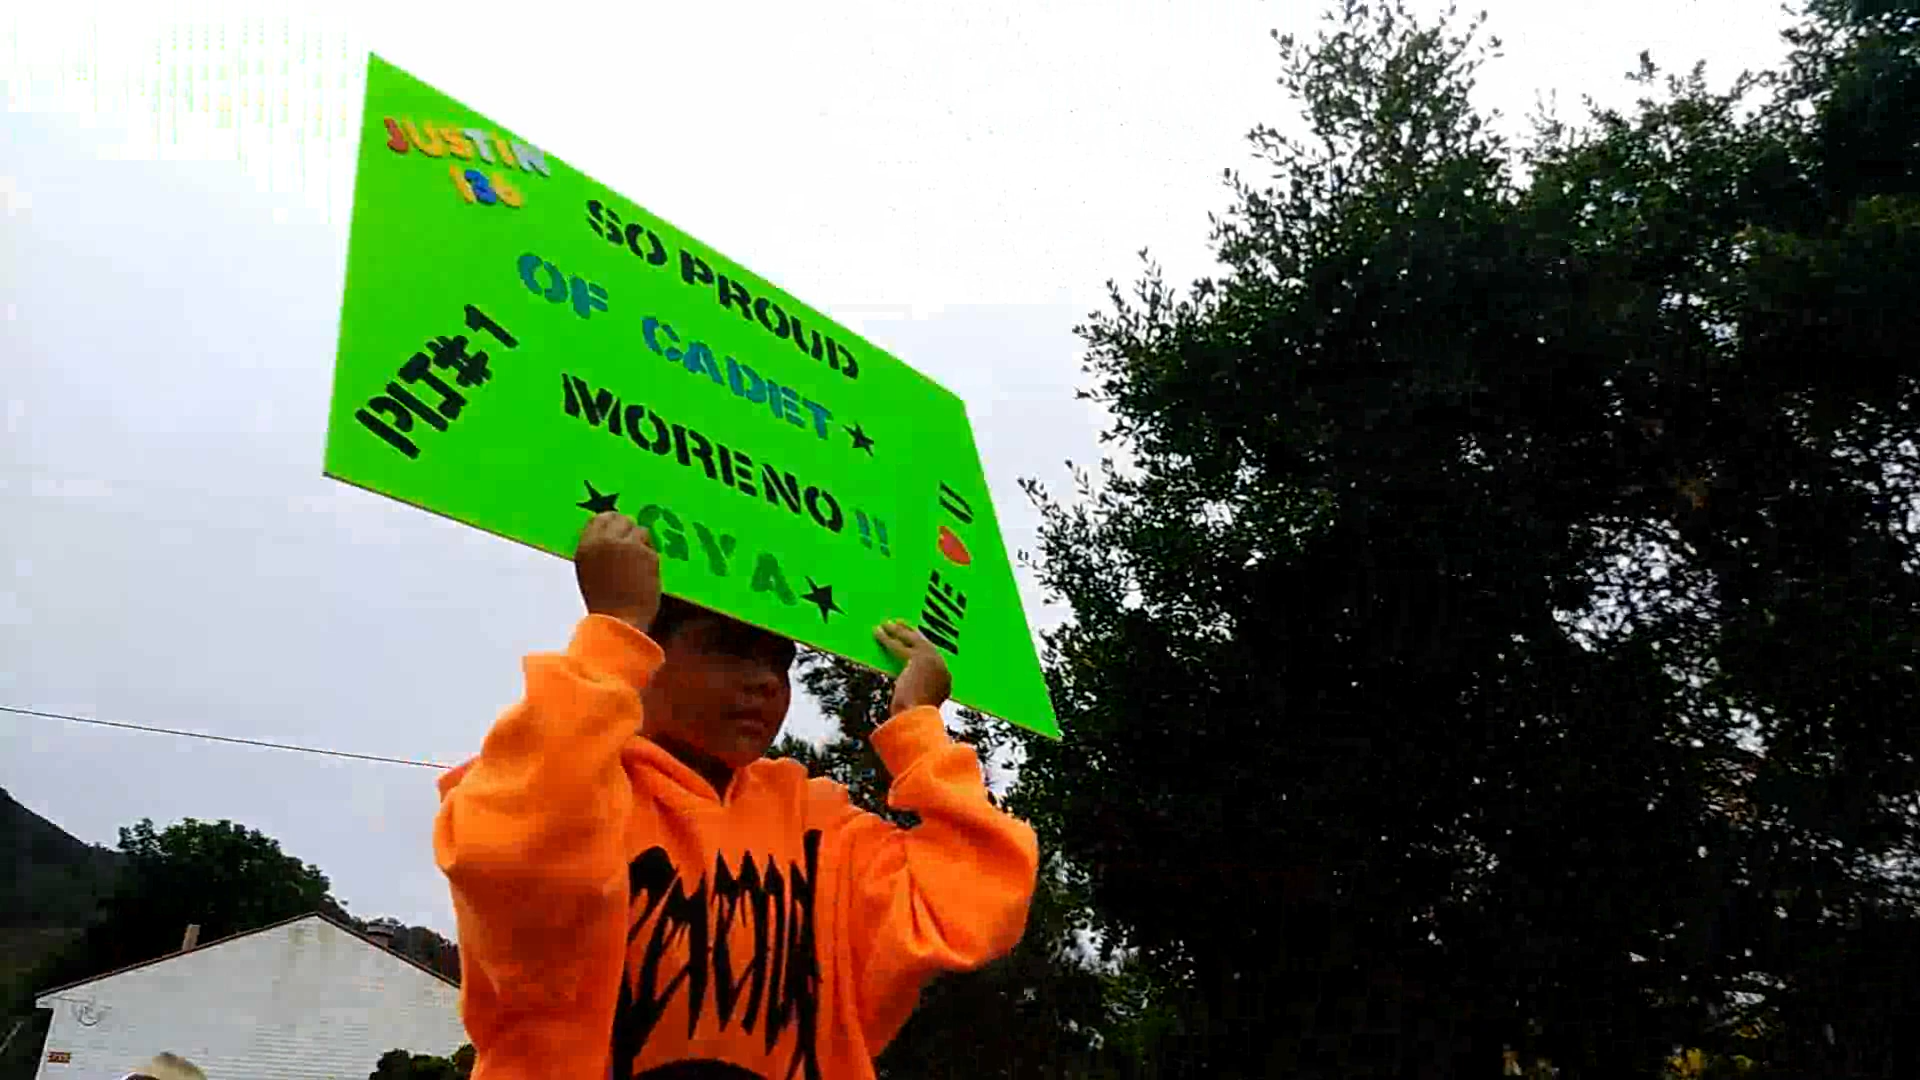 JUSTIN
136
SO PROUD
OF CADET
MORENO!!
GYA
PLT#1
WE ❤ U